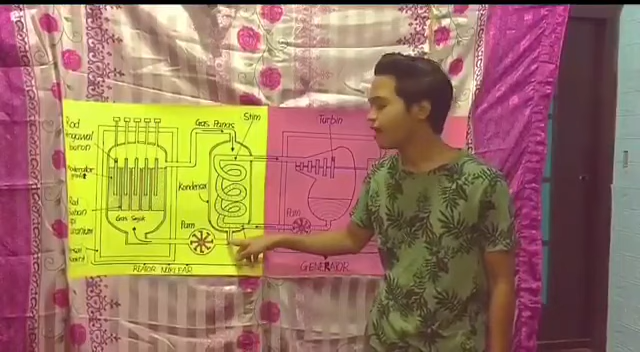 Rod
Pengawal
boron
Moderator
grafit
Rod
bahan
api
uranium
Gas Panas
Stim
Kondenser
Gas Sejuk
Pam
REAKTOR NUKLEAR
Turbin
Pam
GENERATOR